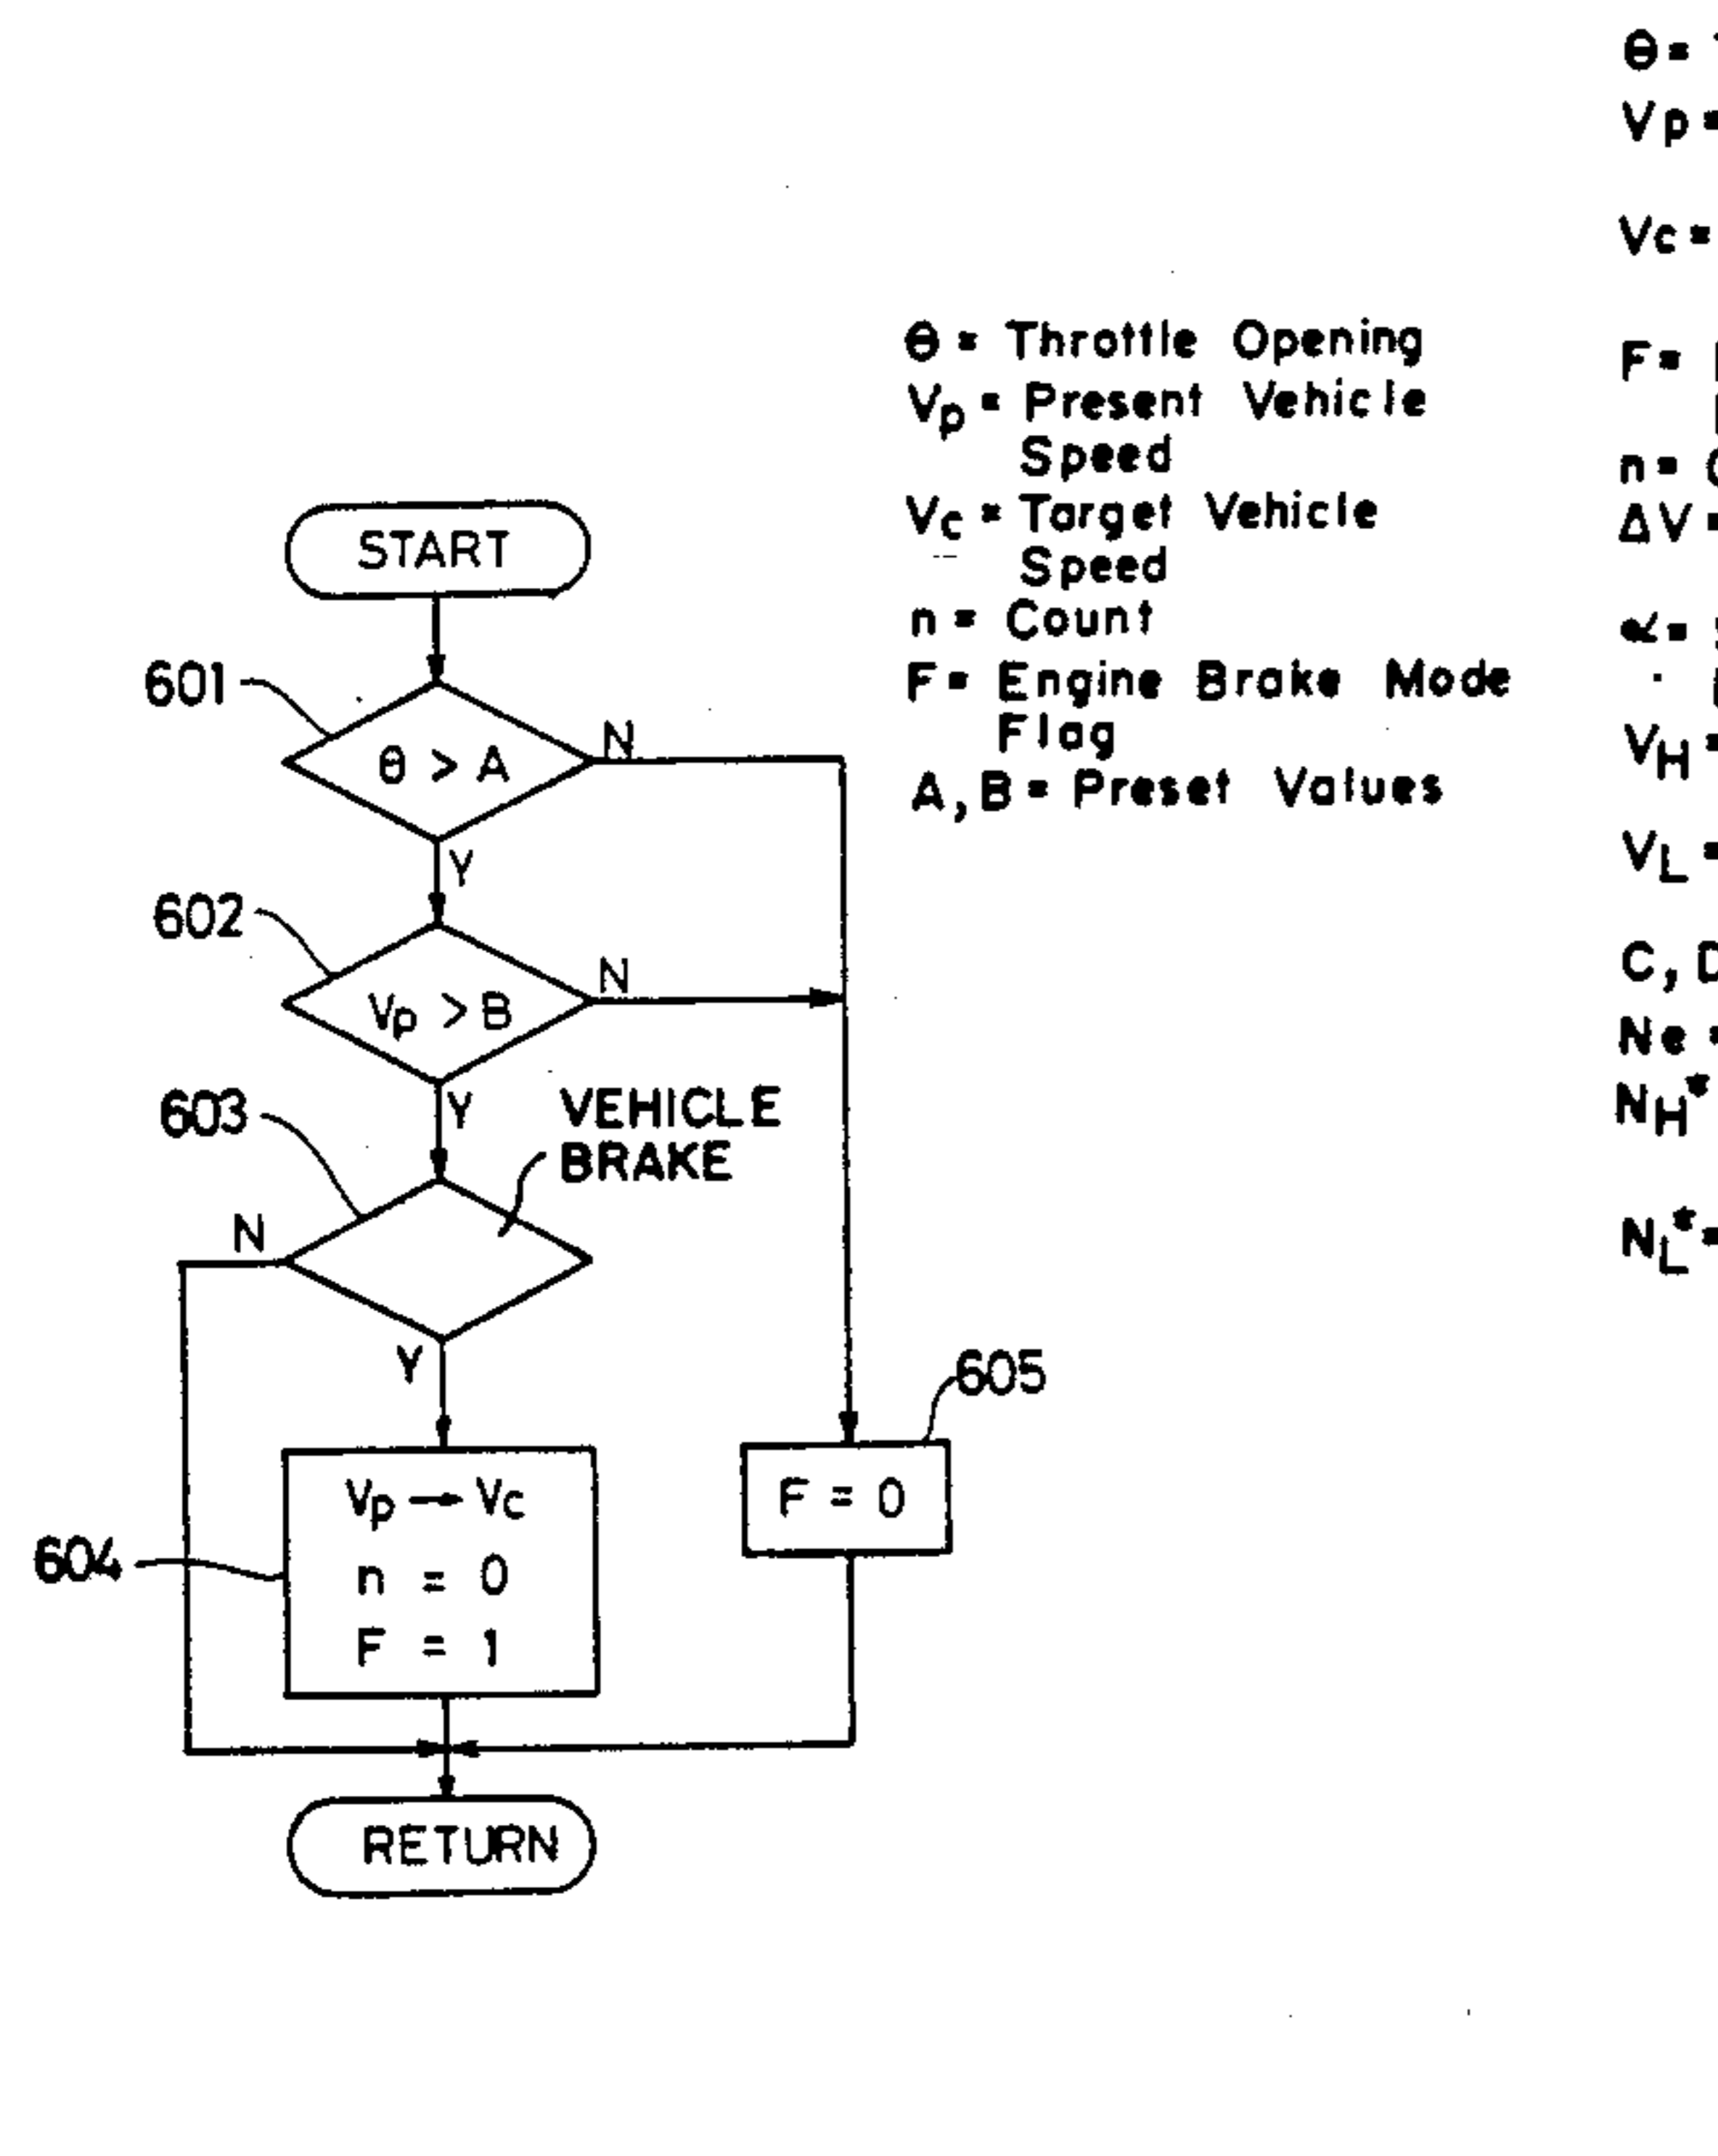 θ = Throttle Opening
Vp = Present Vehicle
Speed
Vc = Target Vehicle
Speed
n = Count
F = Engine Brake Mode
Flag
A, B = Preset Values
START
601
θ > A
N
Y
602
Vp > B
N
Y
603
VEHICLE
BRAKE
N
Y
604
Vp → Vc
n = 0
F = 1
605
F = 0
RETURN
θ =
Vp =
Vc =
F =
n =
ΔV =
α =
VH =
VL =
C,
Ne =
NH*
NL* =